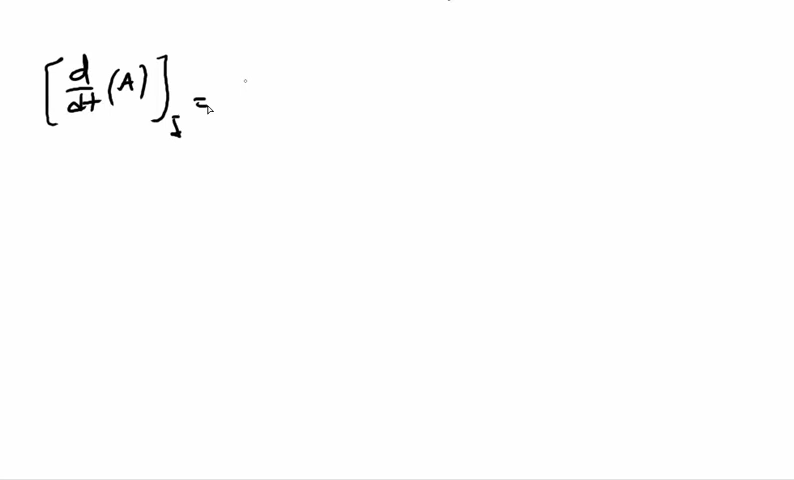 [d/dt (A)]_I =